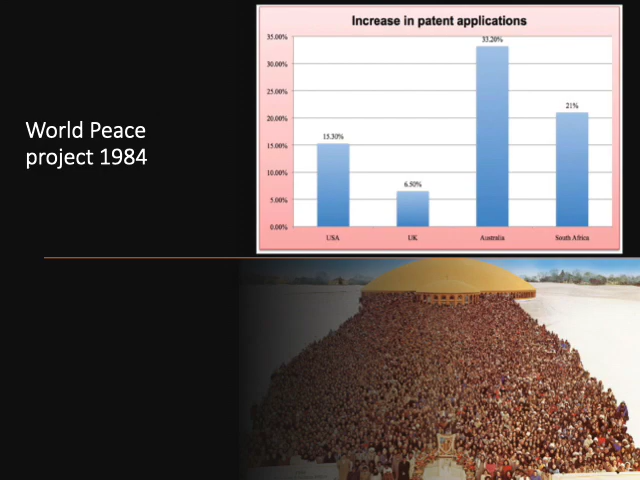 World Peace
project 1984
Increase in patent applications
35.00%
30.00%
25.00%
20.00%
15.00%
10.00%
5.00%
0.00%
15.30%
6.50%
33.20%
21%
USA
UK
Australia
South Africa